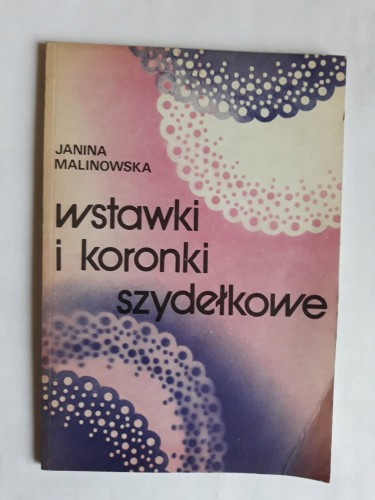 JANINA
MALINOWSKA
wstawki
i koronki
szydełkowe